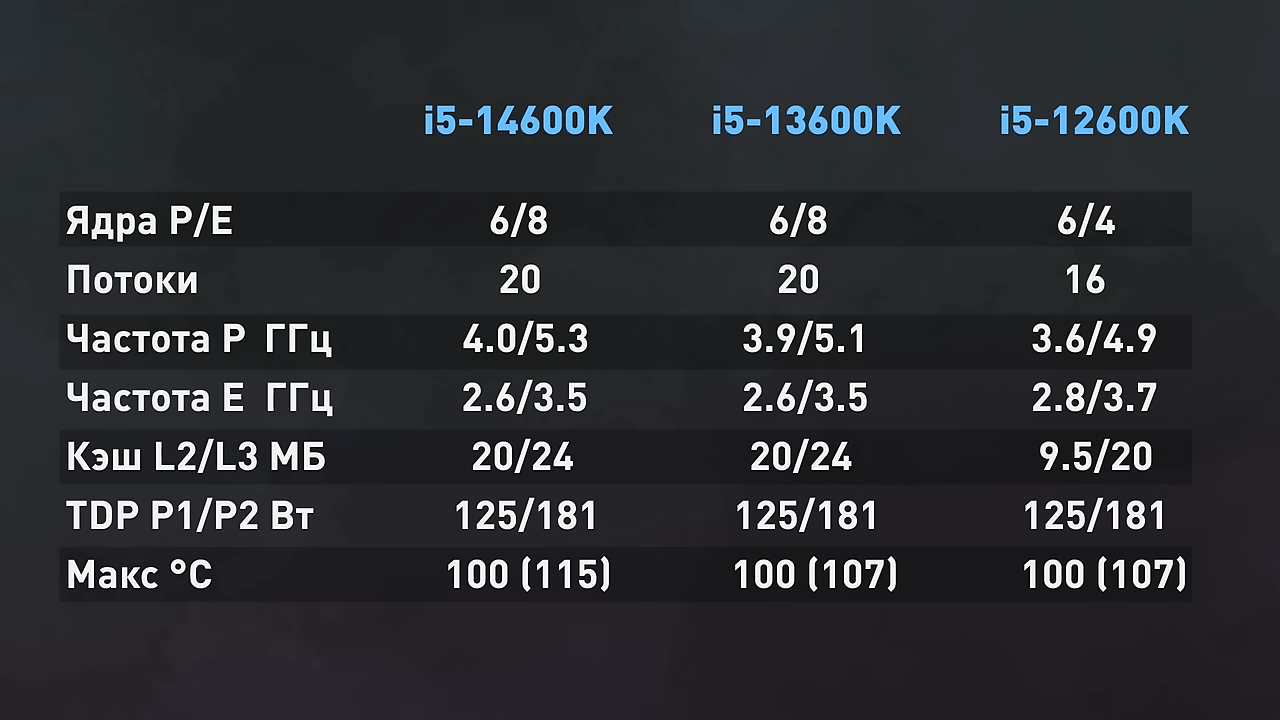 i5-14600K i5-13600K i5-12600K
Ядра P/E 6/8 6/8 6/4
Потоки 20 20 16
Частота P ГГц 4.0/5.3 3.9/5.1 3.6/4.9
Частота E ГГц 2.6/3.5 2.6/3.5 2.8/3.7
Кэш L2/L3 МБ 20/24 20/24 9.5/20
TDP P1/P2 Вт 125/181 125/181 125/181
Макс °C 100 (115) 100 (107) 100 (107)